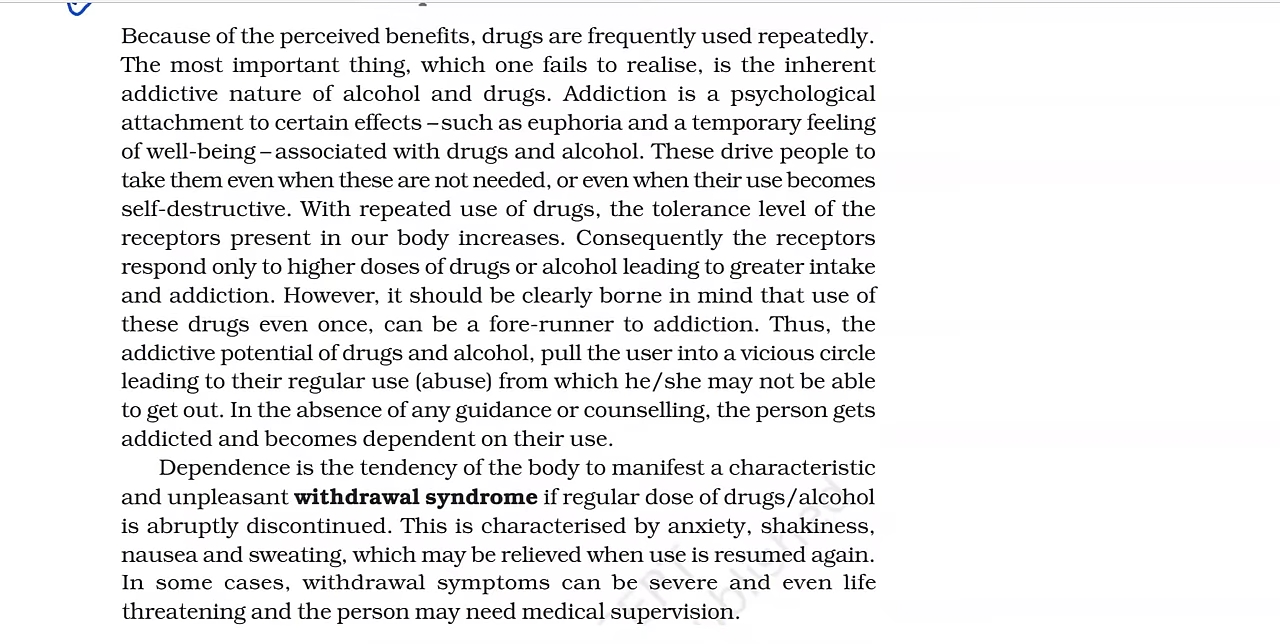 Because of the perceived benefits, drugs are frequently used repeatedly.
The most important thing, which one fails to realise, is the inherent
addictive nature of alcohol and drugs. Addiction is a psychological
attachment to certain effects –such as euphoria and a temporary feeling
of well-being–associated with drugs and alcohol. These drive people to
take them even when these are not needed, or even when their use becomes
self-destructive. With repeated use of drugs, the tolerance level of the
receptors present in our body increases. Consequently the receptors
respond only to higher doses of drugs or alcohol leading to greater intake
and addiction. However, it should be clearly borne in mind that use of
these drugs even once, can be a fore-runner to addiction. Thus, the
addictive potential of drugs and alcohol, pull the user into a vicious circle
leading to their regular use (abuse) from which he/she may not be able
to get out. In the absence of any guidance or counselling, the person gets
addicted and becomes dependent on their use.
Dependence is the tendency of the body to manifest a characteristic
and unpleasant withdrawal syndrome if regular dose of drugs/alcohol
is abruptly discontinued. This is characterised by anxiety, shakiness,
nausea and sweating, which may be relieved when use is resumed again.
In some cases, withdrawal symptoms can be severe and even life
threatening and the person may need medical supervision.